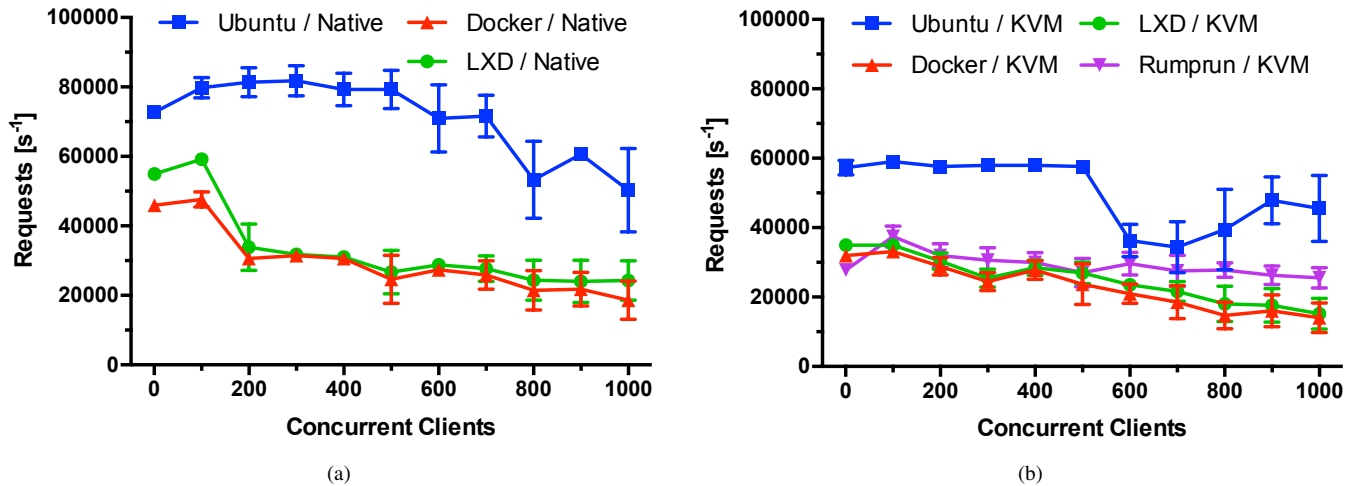 Ubuntu / Native
Docker / Native
LXD / Native
100000
80000
60000
40000
20000
0
Requests [s⁻¹]
0
200
400
600
800
1000
Concurrent Clients
(a)
Ubuntu / KVM
LXD / KVM
Docker / KVM
Rumprun / KVM
100000
80000
60000
40000
20000
0
Requests [s⁻¹]
0
200
400
600
800
1000
Concurrent Clients
(b)